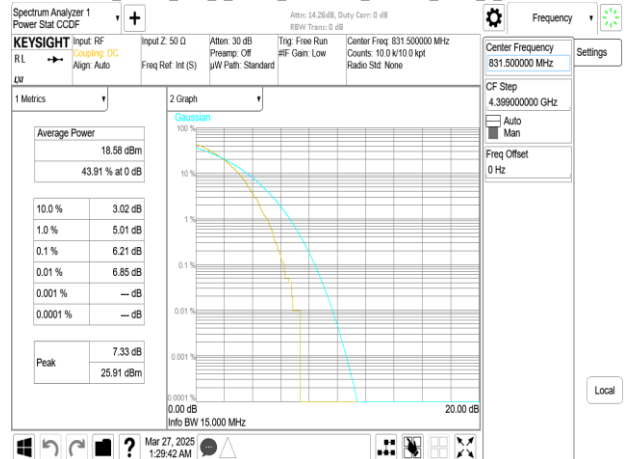 Spectrum Analyzer 1
Power Stat CCDF
Attn: 14.26dB, Duty Corr: 0 dB
RBW Tranu: 0 dB
Frequency
KEYSIGHT
RL
LXI
Input: RF
Coupling: DC
Align: Auto
Input Z: 50 Ω
Freq Ref: Int (S)
Atten: 30 dB
Preamp: Off
µW Path: Standard
Trig: Free Run
#IF Gain: Low
Center Freq: 831.500000 MHz
Counts: 10.0 k/10.0 kpt
Radio Std: None
Center Frequency
831.500000 MHz
Settings
CF Step
4.399000000 GHz
Auto
Man
Freq Offset
0 Hz
1 Metrics
Average Power
18.58 dBm
43.91 % at 0 dB
10.0 % 3.02 dB
1.0 % 5.01 dB
0.1 % 6.21 dB
0.01 % 6.85 dB
0.001 % — dB
0.0001 % — dB
Peak
7.33 dB
25.91 dBm
2 Graph
Gaussian
100 %
10 %
1 %
0.1 %
0.01 %
0.001 %
0.0001 %
0.00 dB
20.00 dB
Info BW 15.000 MHz
Local
?
Mar 27, 2025
1:29:42 AM